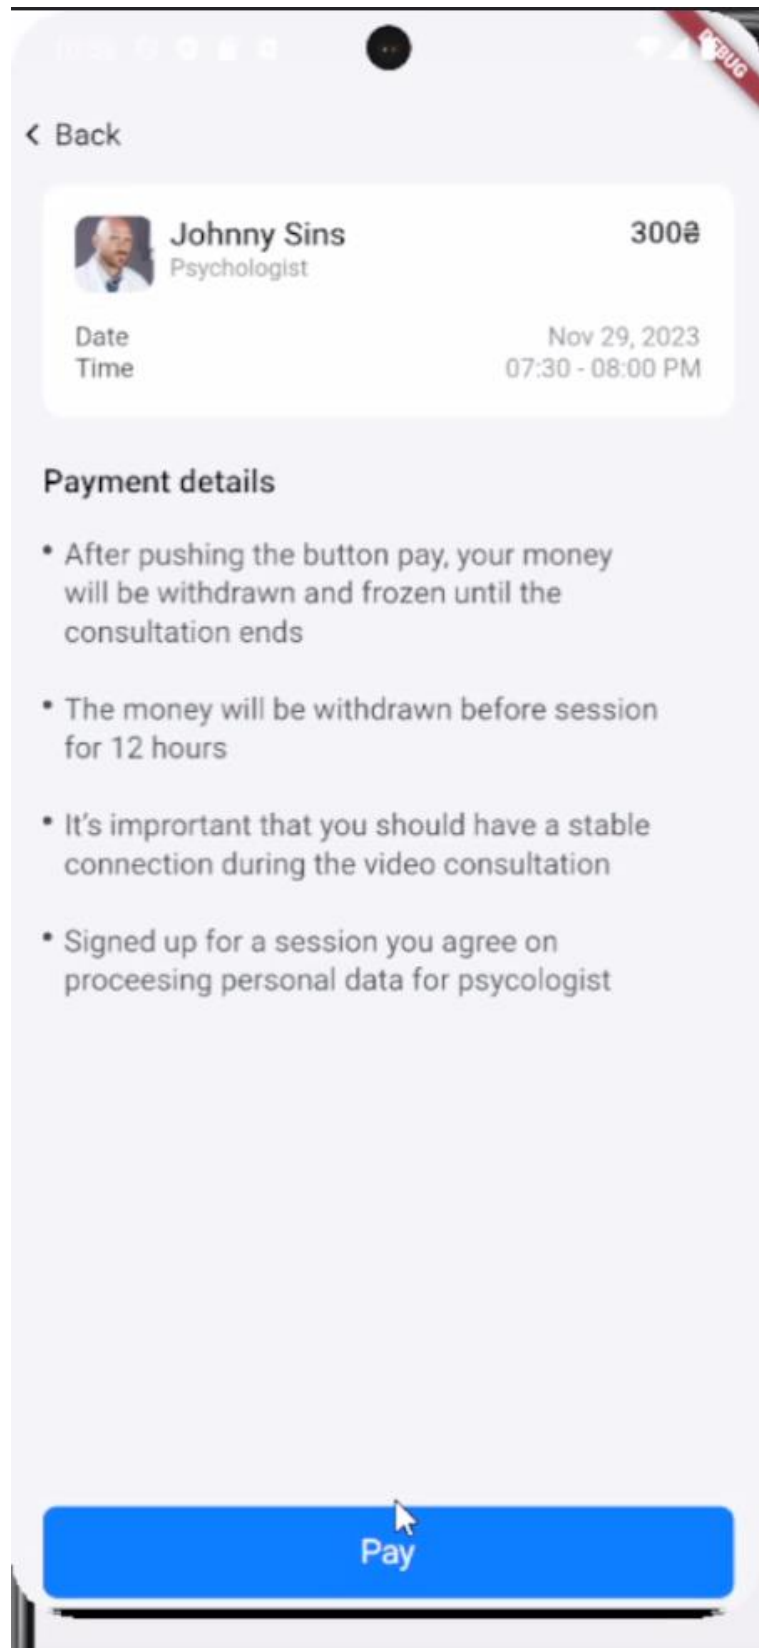 DEBUG
Back
Johnny Sins 300₴
Psychologist
Date Nov 29, 2023
Time 07:30 - 08:00 PM
Payment details
• After pushing the button pay, your money
will be withdrawn and frozen until the
consultation ends
• The money will be withdrawn before session
for 12 hours
• It's imprortant that you should have a stable
connection during the video consultation
• Signed up for a session you agree on
proceesing personal data for psycologist
Pay